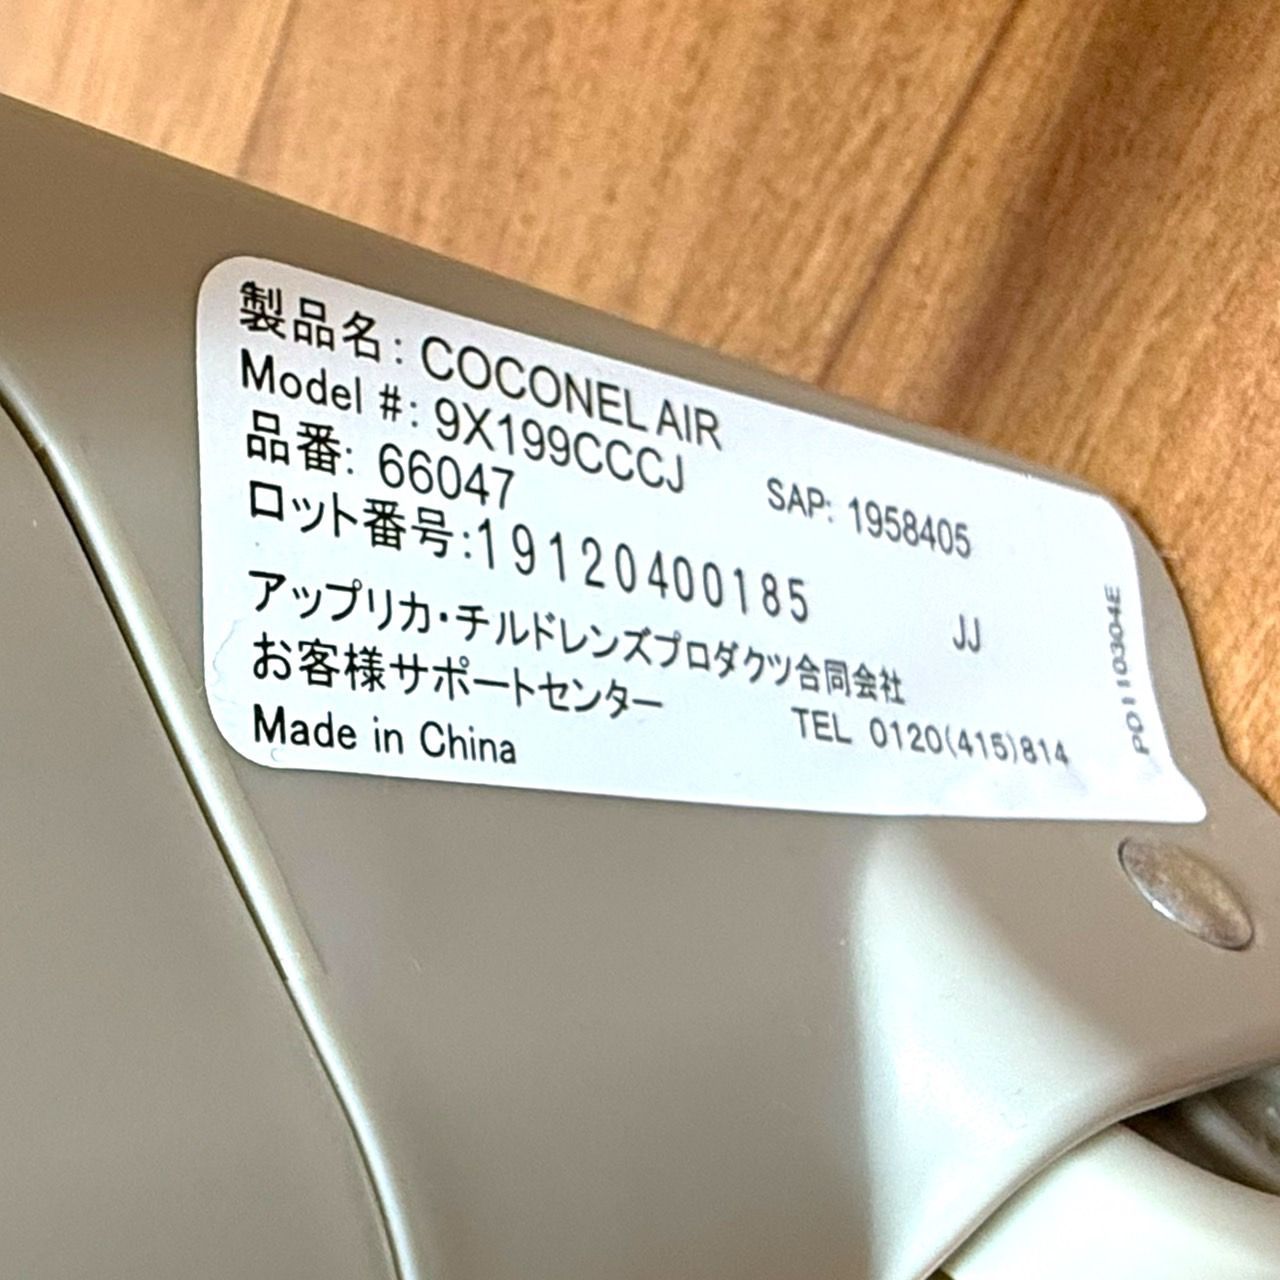 製品名: COCONEL AIR
Model #: 9X199CCCJ
SAP: 1958405
品番: 66047
ロット番号:19120400185
JJ
アップリカ・チルドレンズプロダクツ合同会社
お客様サポートセンター
TEL 0120(415)814
Made in China
PO110304E